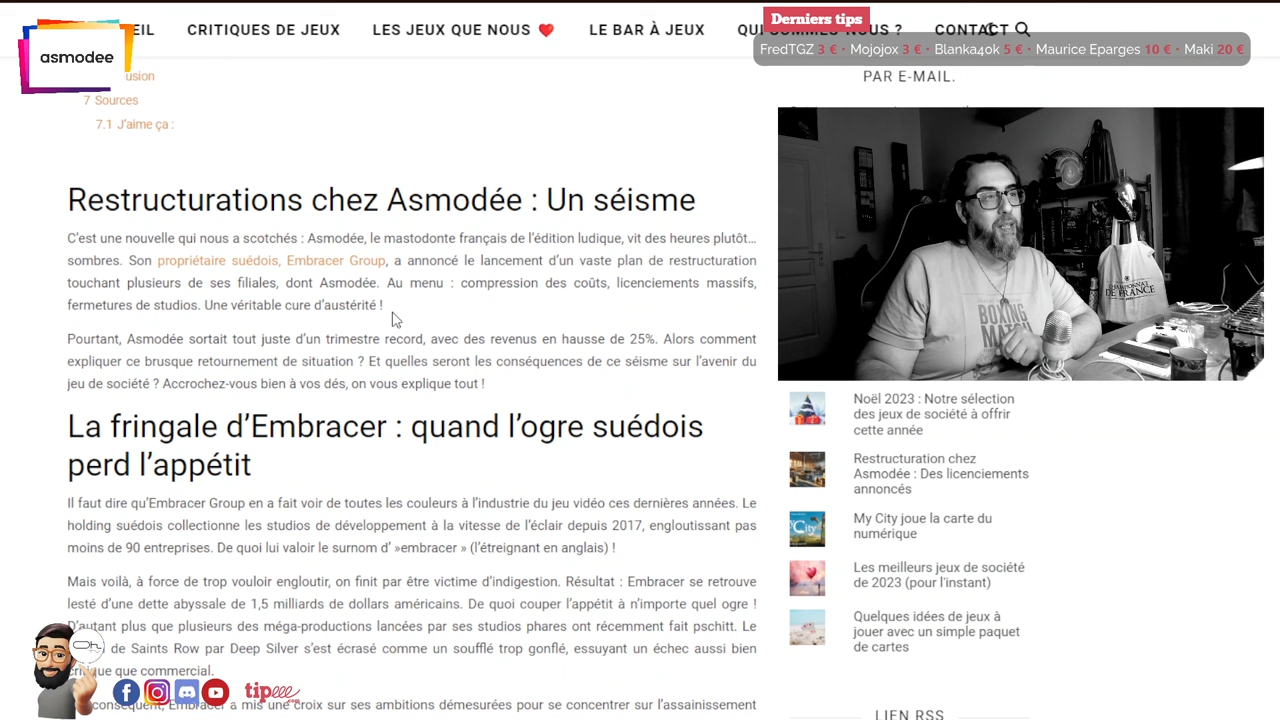 EIL
CRITIQUES DE JEUX
LES JEUX QUE NOUS
LE BAR À JEUX
NOUS ?
CONTACT
Derniers tips
FredTGZ 3 € · Mojojox 3 € · Blanka40k 5 € · Maurice Eparges 10 € · Maki 20 €
asmodee
usion
7 Sources
7.1 J'aime ça :
PAR E-MAIL.
Restructurations chez Asmodée : Un séisme
C'est une nouvelle qui nous a scotchés : Asmodée, le mastodonte français de l'édition ludique, vit des heures plutôt…
sombres. Son propriétaire suédois, Embracer Group, a annoncé le lancement d'un vaste plan de restructuration
touchant plusieurs de ses filiales, dont Asmodée. Au menu : compression des coûts, licenciements massifs,
fermetures de studios. Une véritable cure d'austérité !
Pourtant, Asmodée sortait tout juste d'un trimestre record, avec des revenus en hausse de 25%. Alors comment
expliquer ce brusque retournement de situation ? Et quelles seront les conséquences de ce séisme sur l'avenir du
jeu de société ? Accrochez-vous bien à vos dés, on vous explique tout !
La fringale d'Embracer : quand l'ogre suédois
perd l'appétit
Il faut dire qu'Embracer Group en a fait voir de toutes les couleurs à l'industrie du jeu vidéo ces dernières années. Le
holding suédois collectionne les studios de développement à la vitesse de l'éclair depuis 2017, engloutissant pas
moins de 90 entreprises. De quoi lui valoir le surnom d' »embracer » (l'étreignant en anglais) !
Mais voilà, à force de trop vouloir engloutir, on finit par être victime d'indigestion. Résultat : Embracer se retrouve
lesté d'une dette abyssale de 1,5 milliards de dollars américains. De quoi couper l'appétit à n'importe quel ogre !
D'autant plus que plusieurs des méga-productions lancées par ses studios phares ont récemment fait pschitt. Le
de Saints Row par Deep Silver s'est écrasé comme un soufflé trop gonflé, essuyant un échec aussi bien
critique que commercial.
conséquent, Embracer a mis une croix sur ses ambitions démesurées pour se concentrer sur l'assainissement
BOXING
MATCH
CHAMPIONNAT
DE FRANCE
Noël 2023 : Notre sélection
des jeux de société à offrir
cette année
Restructuration chez
Asmodée : Des licenciements
annoncés
My City joue la carte du
numérique
Les meilleurs jeux de société
de 2023 (pour l'instant)
Quelques idées de jeux à
jouer avec un simple paquet
de cartes
LIEN RSS
tipeee
.com